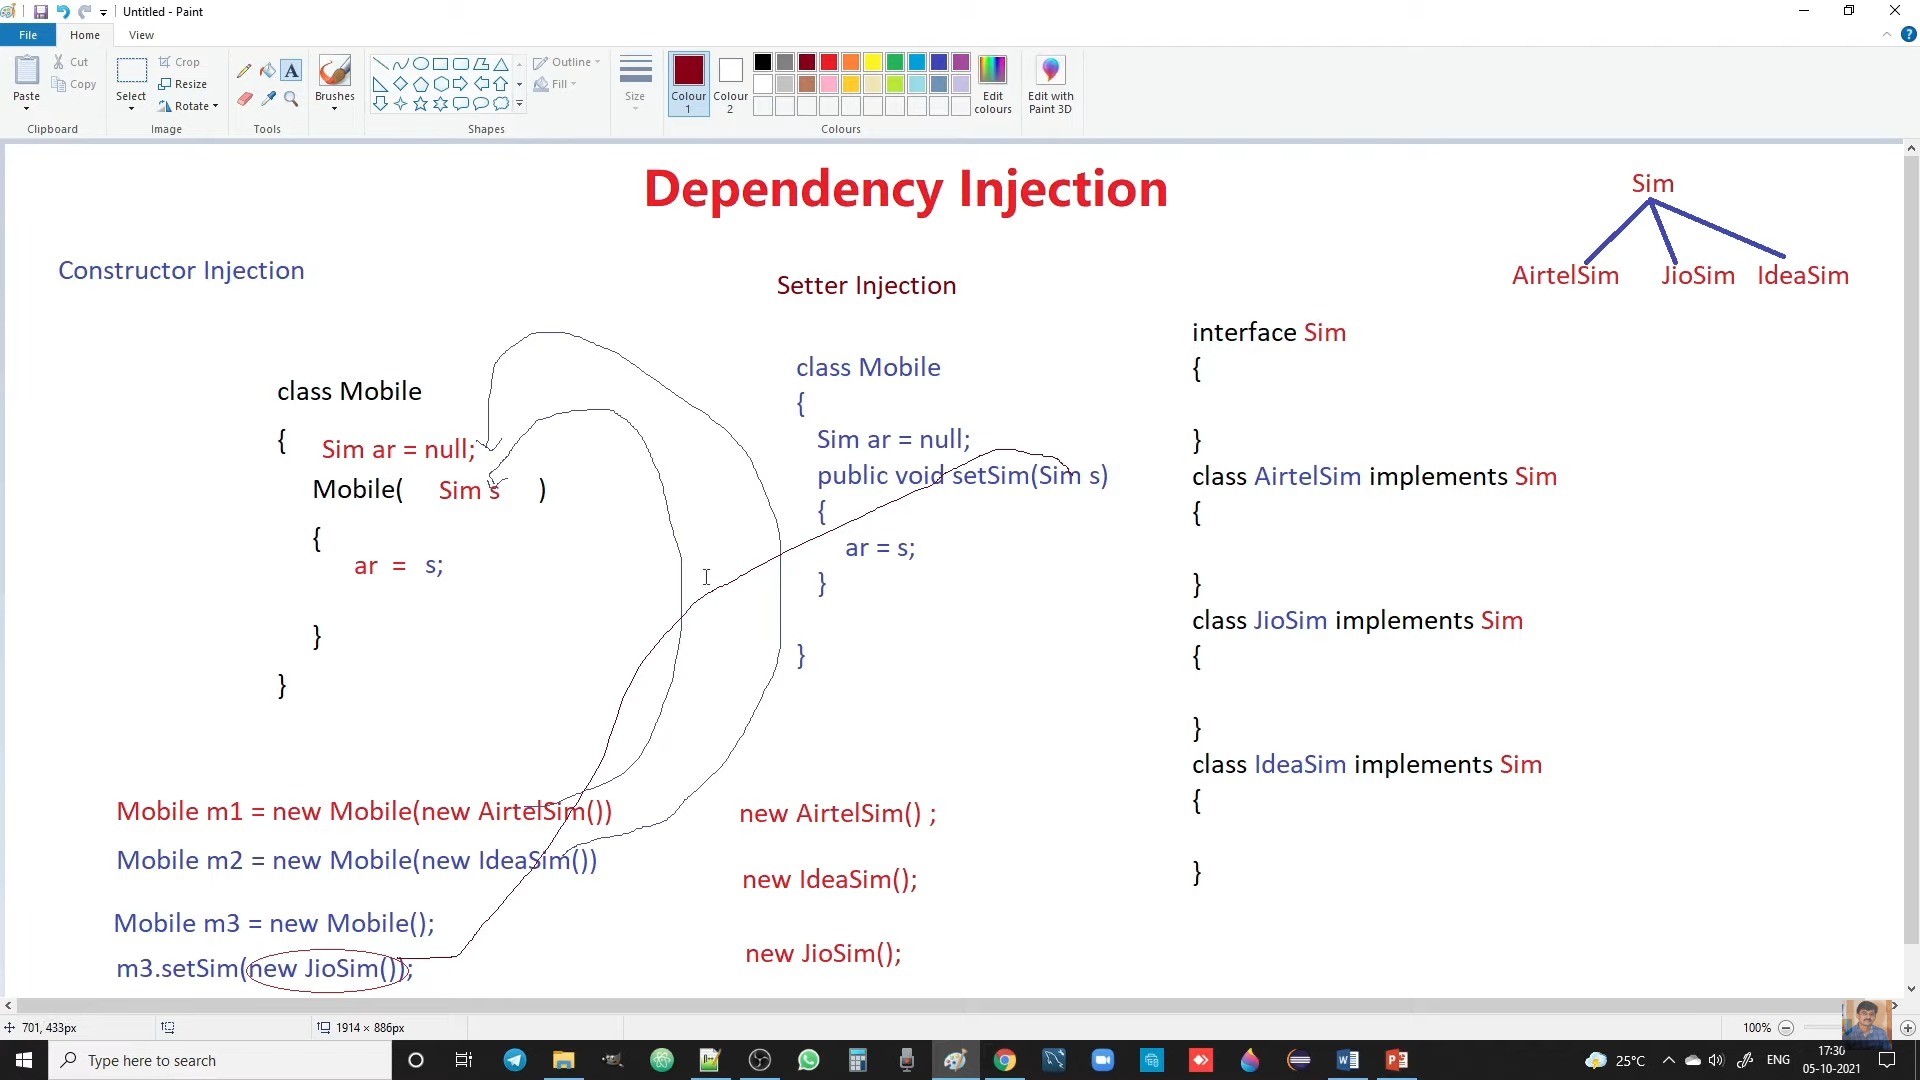 Untitled - Paint
File Home View
Cut
Copy
Paste
Clipboard
Crop
Resize
Rotate
Select
Image
Tools
Brushes
Shapes
Outline
Fill
Size
Colour 1
Colour 2
Edit colours
Edit with Paint 3D
Colours
Dependency Injection
Sim
AirtelSim JioSim IdeaSim
Constructor Injection
class Mobile
{ Sim ar = null;
Mobile( Sim s )
{
ar = s;
}
}
Setter Injection
class Mobile
{
Sim ar = null;
public void setSim(Sim s)
{
ar = s;
}
}
interface Sim
{
}
class AirtelSim implements Sim
{
}
class JioSim implements Sim
{
}
class IdeaSim implements Sim
{
}
Mobile m1 = new Mobile(new AirtelSim())
Mobile m2 = new Mobile(new IdeaSim())
Mobile m3 = new Mobile();
m3.setSim(new JioSim());
new AirtelSim() ;
new IdeaSim();
new JioSim();
701, 433px
1914 × 886px
100%
Type here to search
25°C
ENG
17:30
05-10-2021